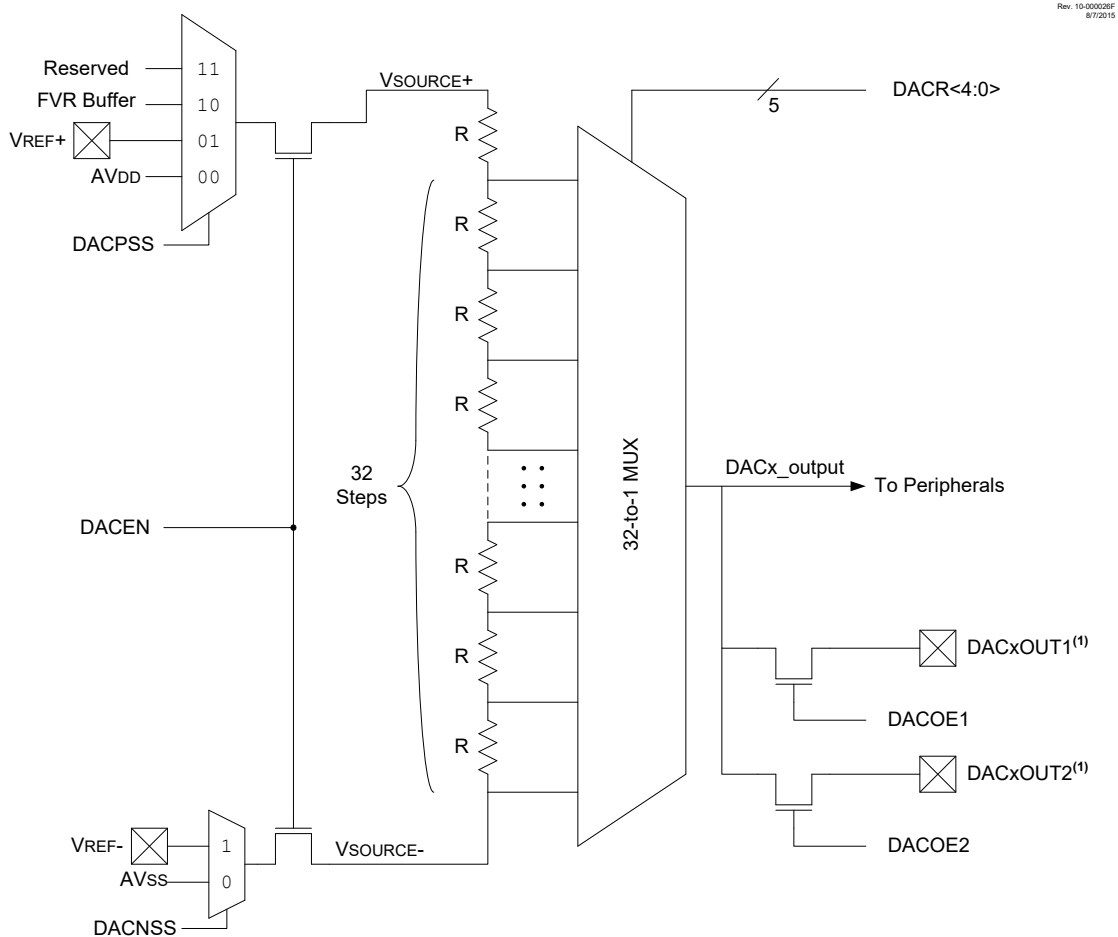 Rev. 10-000026F
8/7/2015
Reserved
11
FVR Buffer
10
VREF+
01
AVDD
00
DACPSS
VSOURCE+
R
R
R
R
R
R
R
32
Steps
DACEN
32-to-1 MUX
DACR<4:0>
5
DACx_output
To Peripherals
DACxOUT1(1)
DACOE1
DACxOUT2(1)
DACOE2
VREF-
1
AVSS
0
DACNSS
VSOURCE-